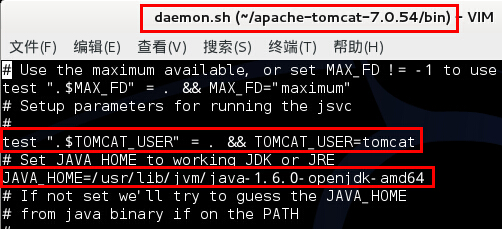 daemon.sh (~/apache-tomcat-7.0.54/bin) - VIM
文件(F) 编辑(E) 查看(V) 搜索(S) 终端(T) 帮助(H)
# Use the maximum available, or set MAX_FD != -1 to use
test ".$MAX_FD" = . && MAX_FD="maximum"
# Setup parameters for running the jsvc
#
test ".$TOMCAT_USER" = . && TOMCAT_USER=tomcat
# Set JAVA_HOME to working JDK or JRE
JAVA_HOME=/usr/lib/jvm/java-1.6.0-openjdk-amd64
# If not set we'll try to guess the JAVA_HOME
# from java binary if on the PATH
#